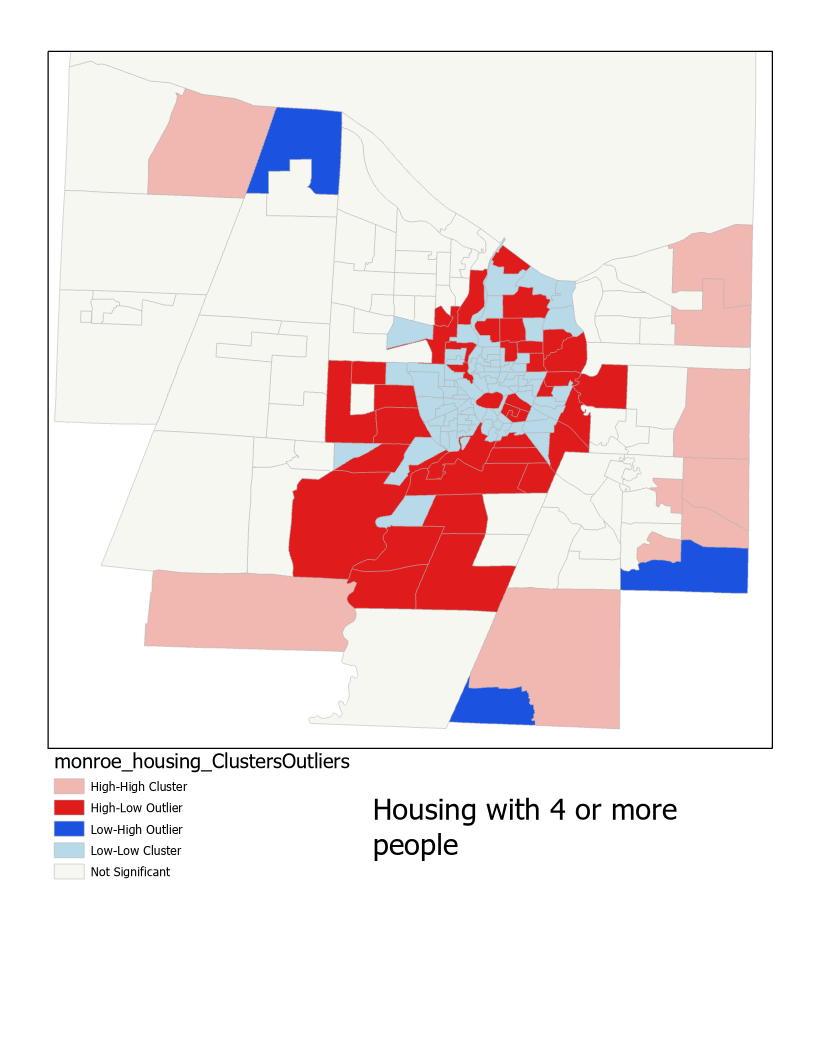 monroe_housing_ClustersOutliers
High-High Cluster
High-Low Outlier
Low-High Outlier
Low-Low Cluster
Not Significant
Housing with 4 or more
people